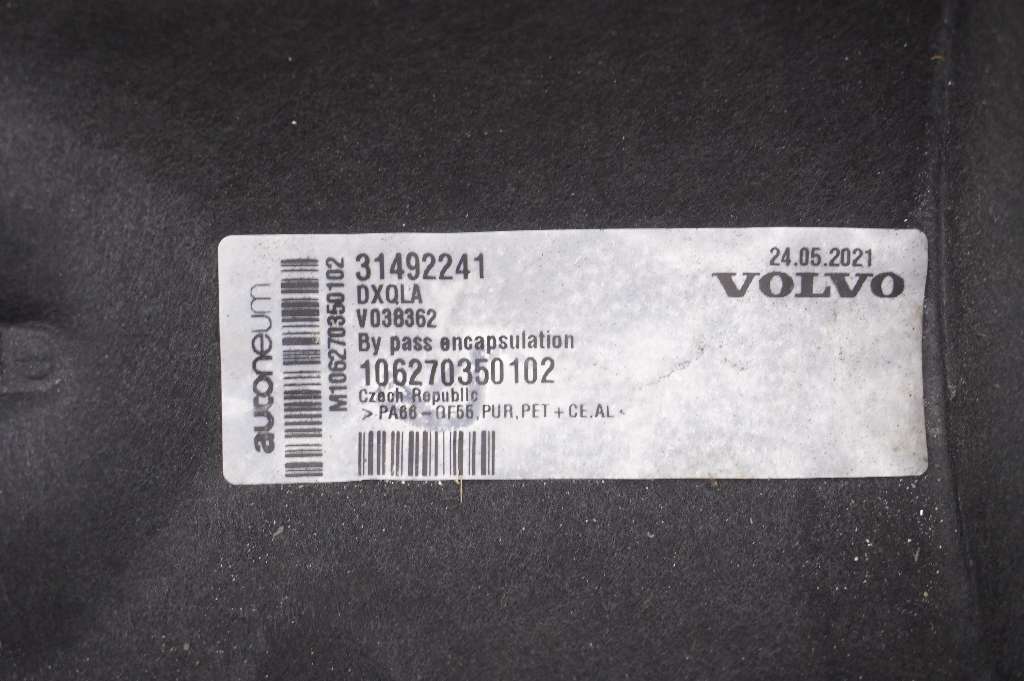 autoneum
M106270350102
31492241
DXQLA
V038362
By pass encapsulation
106270350102
Czech Republic
> PA66-GF55,PUR,PET+CE,AL <
24.05.2021
VOLVO